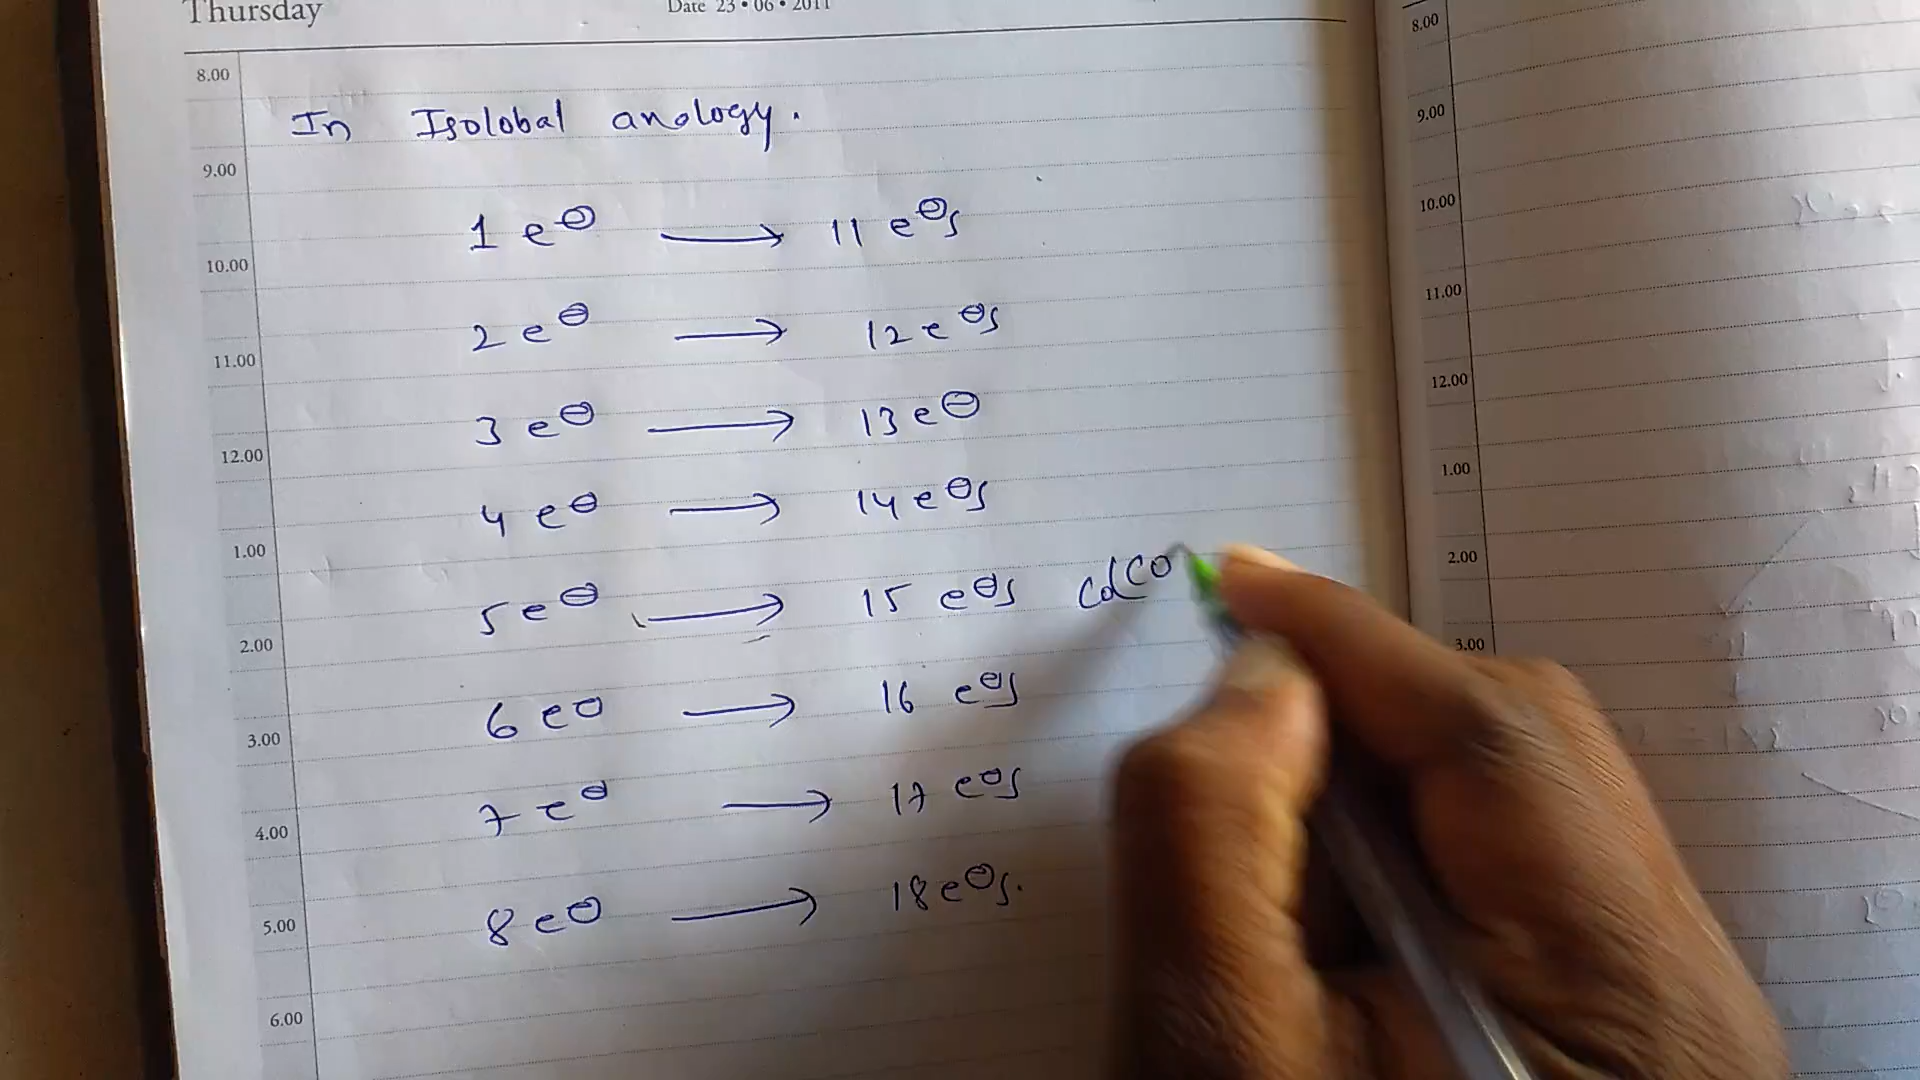 Thursday Date 23 • 06 • 2011
8.00
In Isolobal anology.
9.00
1 e⊖ → 11 e⊖s
10.00
2 e⊖ → 12 e⊖s
11.00
3 e⊖ → 13 e⊖
12.00
4 e⊖ → 14 e⊖s
1.00
5 e⊖ → 15 e⊖s
2.00
6 e⊖ → 16 e⊖s
3.00
7 e⊖ → 17 e⊖s
4.00
8 e⊖ → 18 e⊖s.
5.00
6.00
8.00
9.00
10.00
11.00
12.00
1.00
2.00
3.00